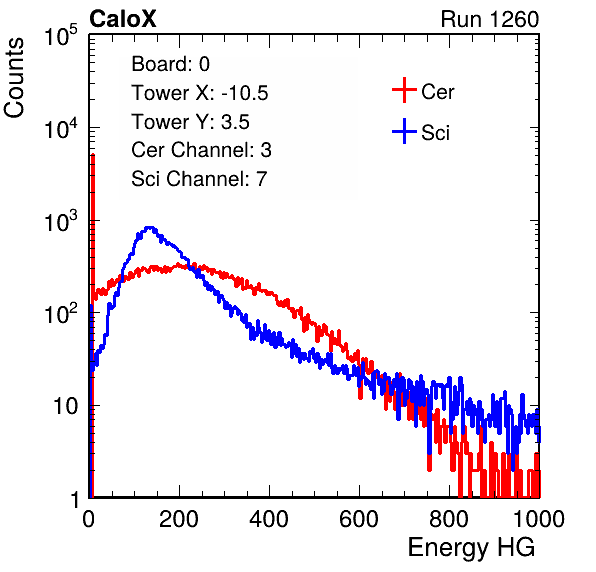 CaloX Run 1260
Counts
10^5
10^4
10^3
10^2
10
1
Board: 0
Tower X: -10.5
Tower Y: 3.5
Cer Channel: 3
Sci Channel: 7
Cer
Sci
0 200 400 600 800 1000
Energy HG